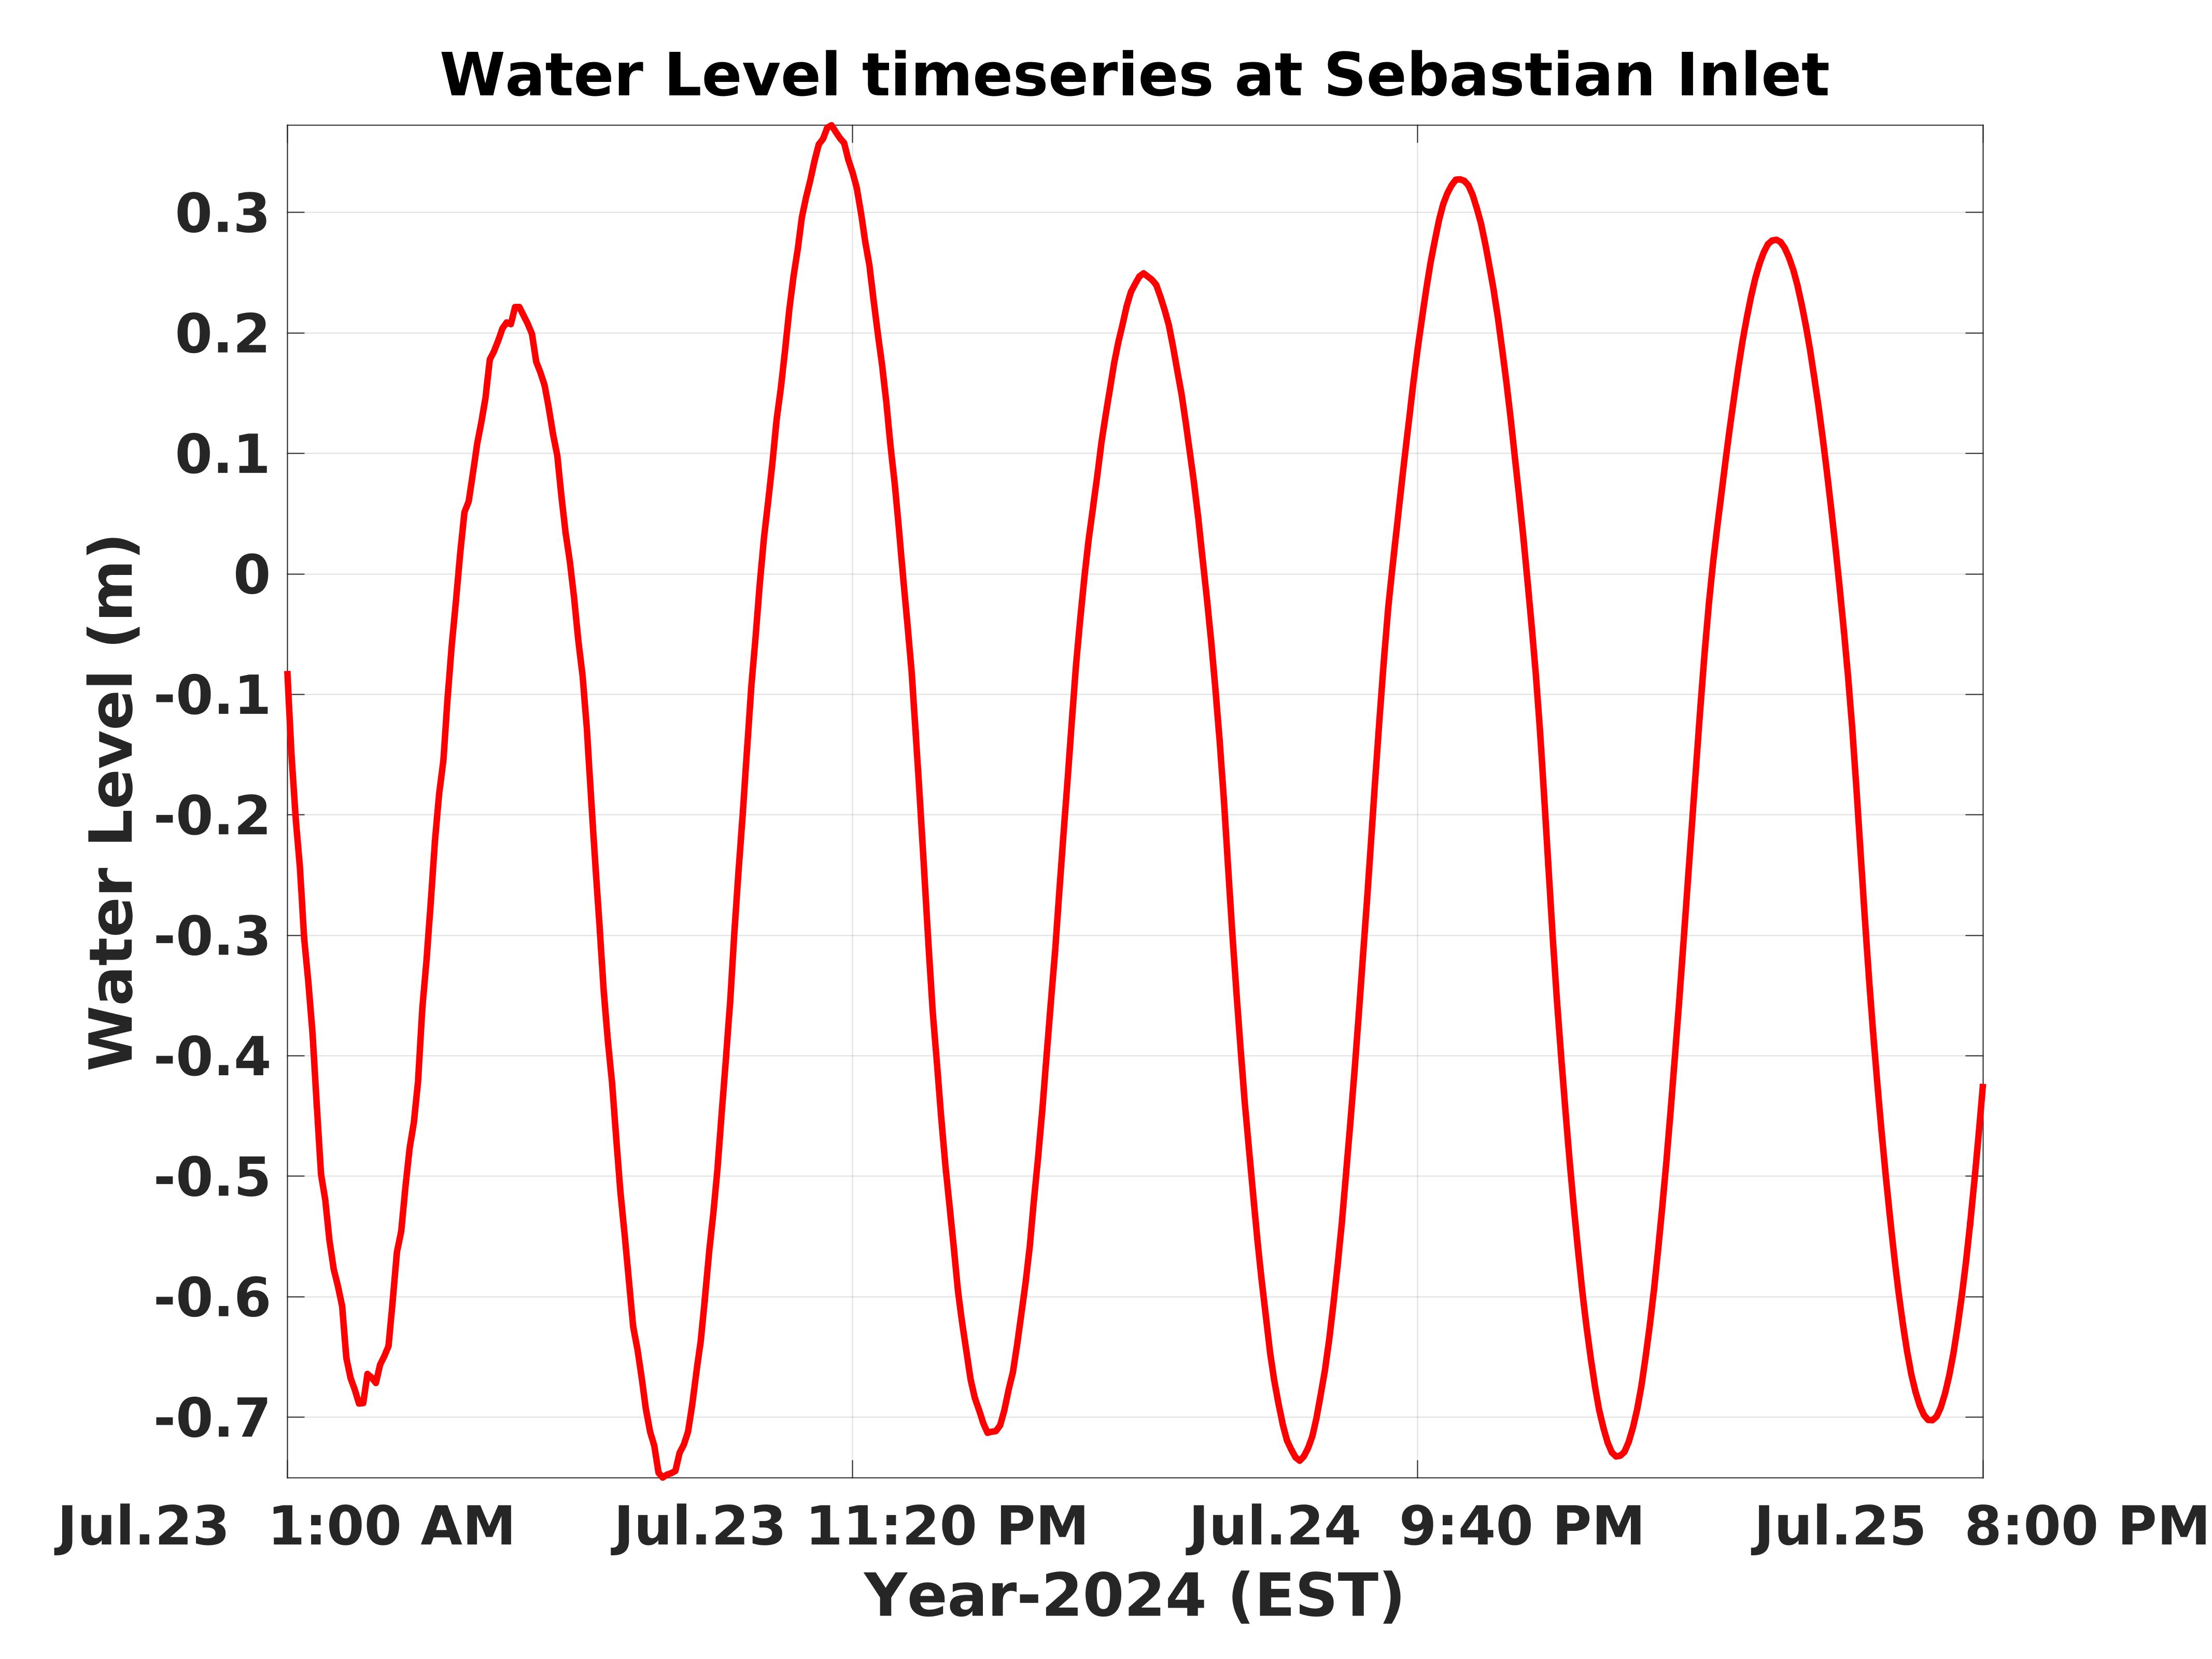 Water Level timeseries at Sebastian Inlet
Water Level (m)
0.3
0.2
0.1
0
-0.1
-0.2
-0.3
-0.4
-0.5
-0.6
-0.7
Jul.23 1:00 AM
Jul.23 11:20 PM
Jul.24 9:40 PM
Jul.25 8:00 PM
Year-2024 (EST)